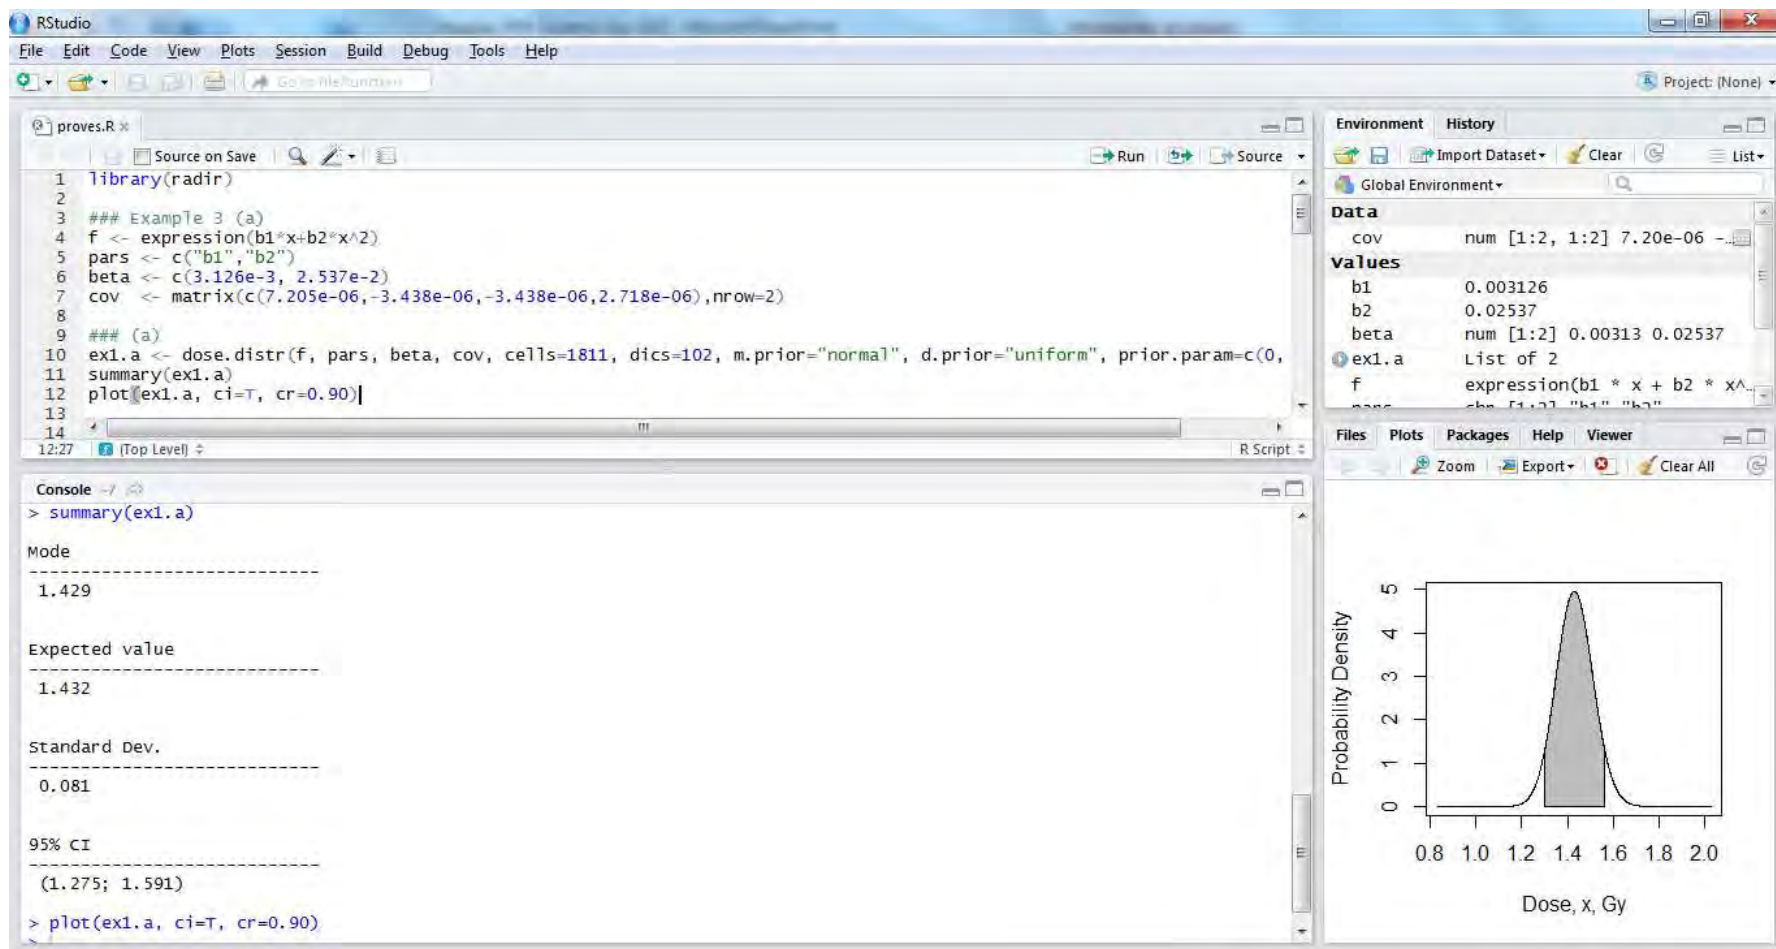 RStudio
File Edit Code View Plots Session Build Debug Tools Help
Go to file/function
Project: (None)
proves.R
Source on Save
Run
Source
1 library(radir)
2
3 ### Example 3 (a)
4 f <- expression(b1*x+b2*x^2)
5 pars <- c("b1","b2")
6 beta <- c(3.126e-3, 2.537e-2)
7 cov <- matrix(c(7.205e-06,-3.438e-06,-3.438e-06,2.718e-06),nrow=2)
8
9 ### (a)
10 ex1.a <- dose.distr(f, pars, beta, cov, cells=1811, dics=102, m.prior="normal", d.prior="uniform", prior.param=c(0,
11 summary(ex1.a)
12 plot(ex1.a, ci=T, cr=0.90)
13
14
12:27 (Top Level) R Script
Console ~/
> summary(ex1.a)
Mode
----------------------------
1.429
Expected value
----------------------------
1.432
Standard Dev.
----------------------------
0.081
95% CI
----------------------------
(1.275; 1.591)
> plot(ex1.a, ci=T, cr=0.90)
>
Environment History
Import Dataset Clear List
Global Environment
Data
cov num [1:2, 1:2] 7.20e-06 -...
Values
b1 0.003126
b2 0.02537
beta num [1:2] 0.00313 0.02537
ex1.a List of 2
f expression(b1 * x + b2 * x^...
pars chr [1:2] "b1" "b2"
Files Plots Packages Help Viewer
Zoom Export Clear All
Probability Density
5
4
3
2
1
0
0.8 1.0 1.2 1.4 1.6 1.8 2.0
Dose, x, Gy